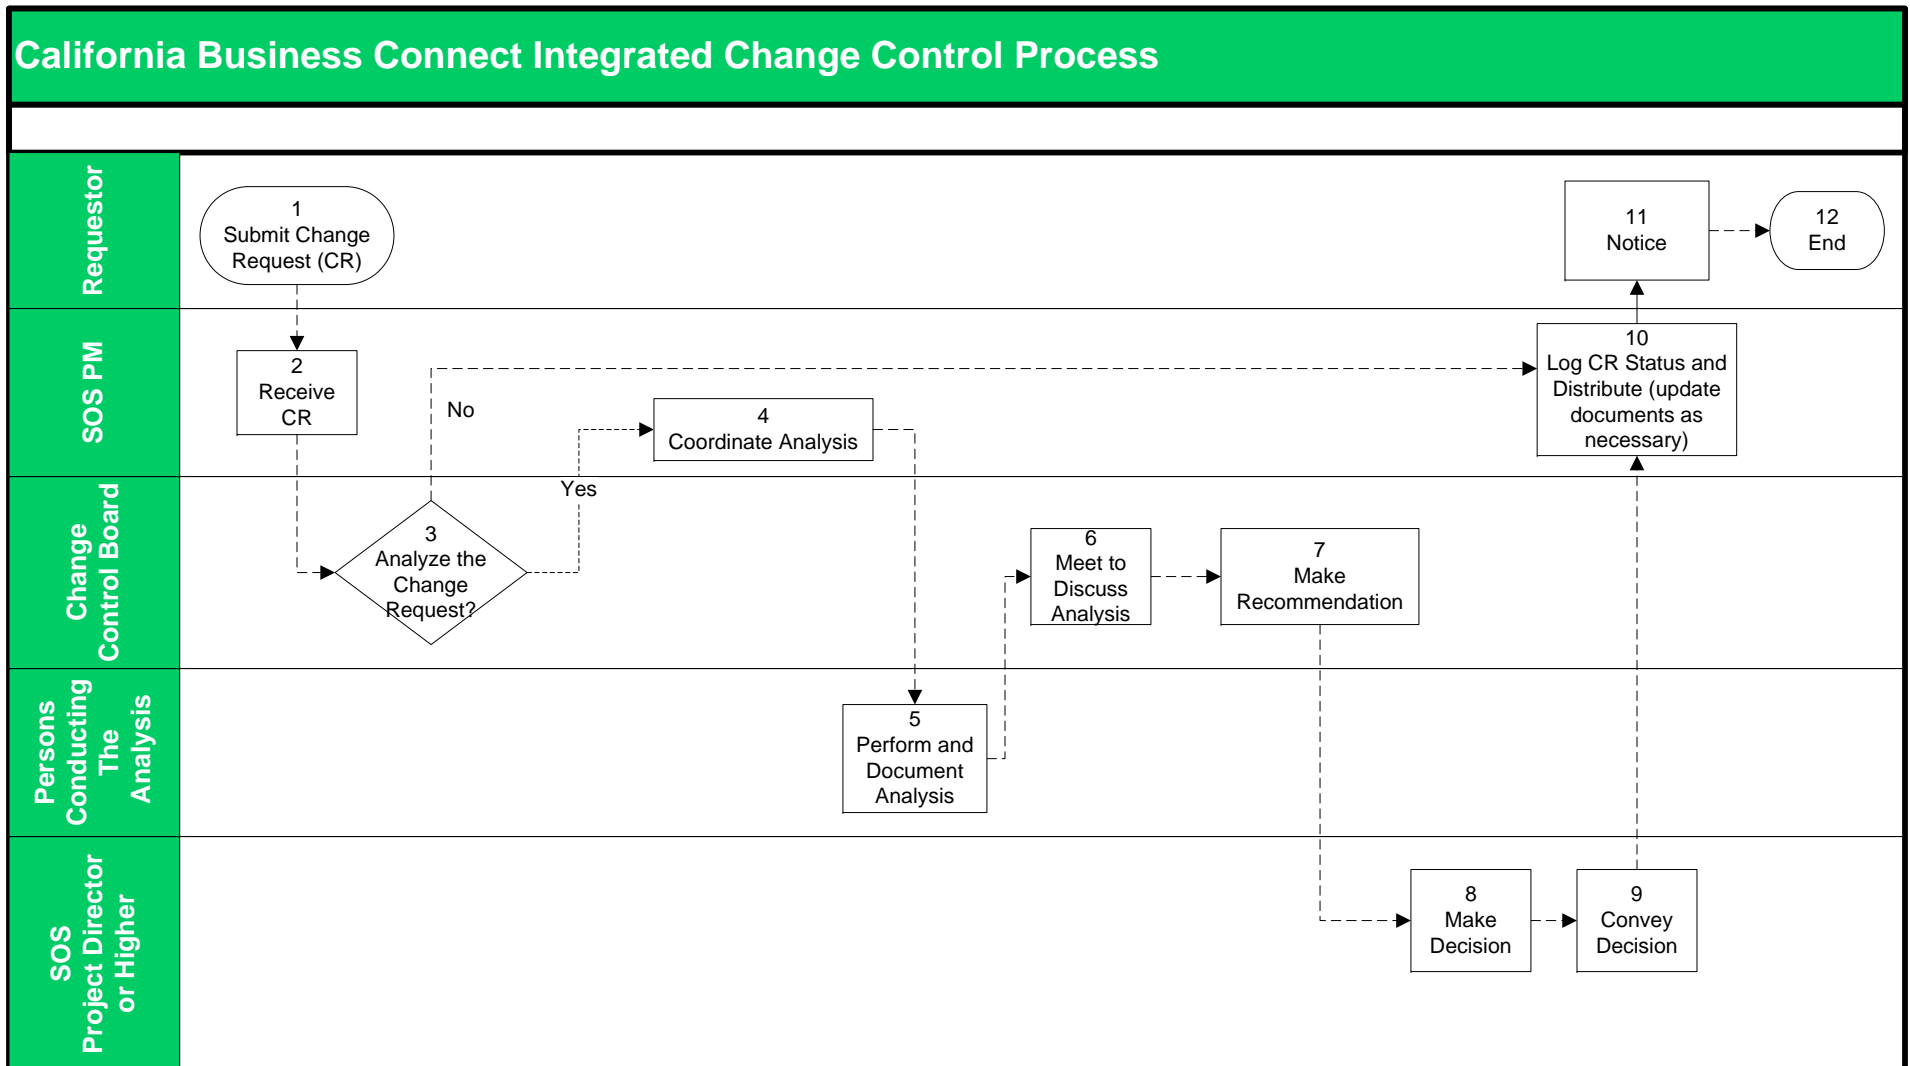 California Business Connect Integrated Change Control Process
Requestor
1
Submit Change
Request (CR)
11
Notice
12
End
SOS PM
2
Receive
CR
No
4
Coordinate Analysis
10
Log CR Status and
Distribute (update
documents as
necessary)
Change
Control Board
Yes
3
Analyze the
Change
Request?
6
Meet to
Discuss
Analysis
7
Make
Recommendation
Persons
Conducting
The
Analysis
5
Perform and
Document
Analysis
SOS
Project Director
or Higher
8
Make
Decision
9
Convey
Decision